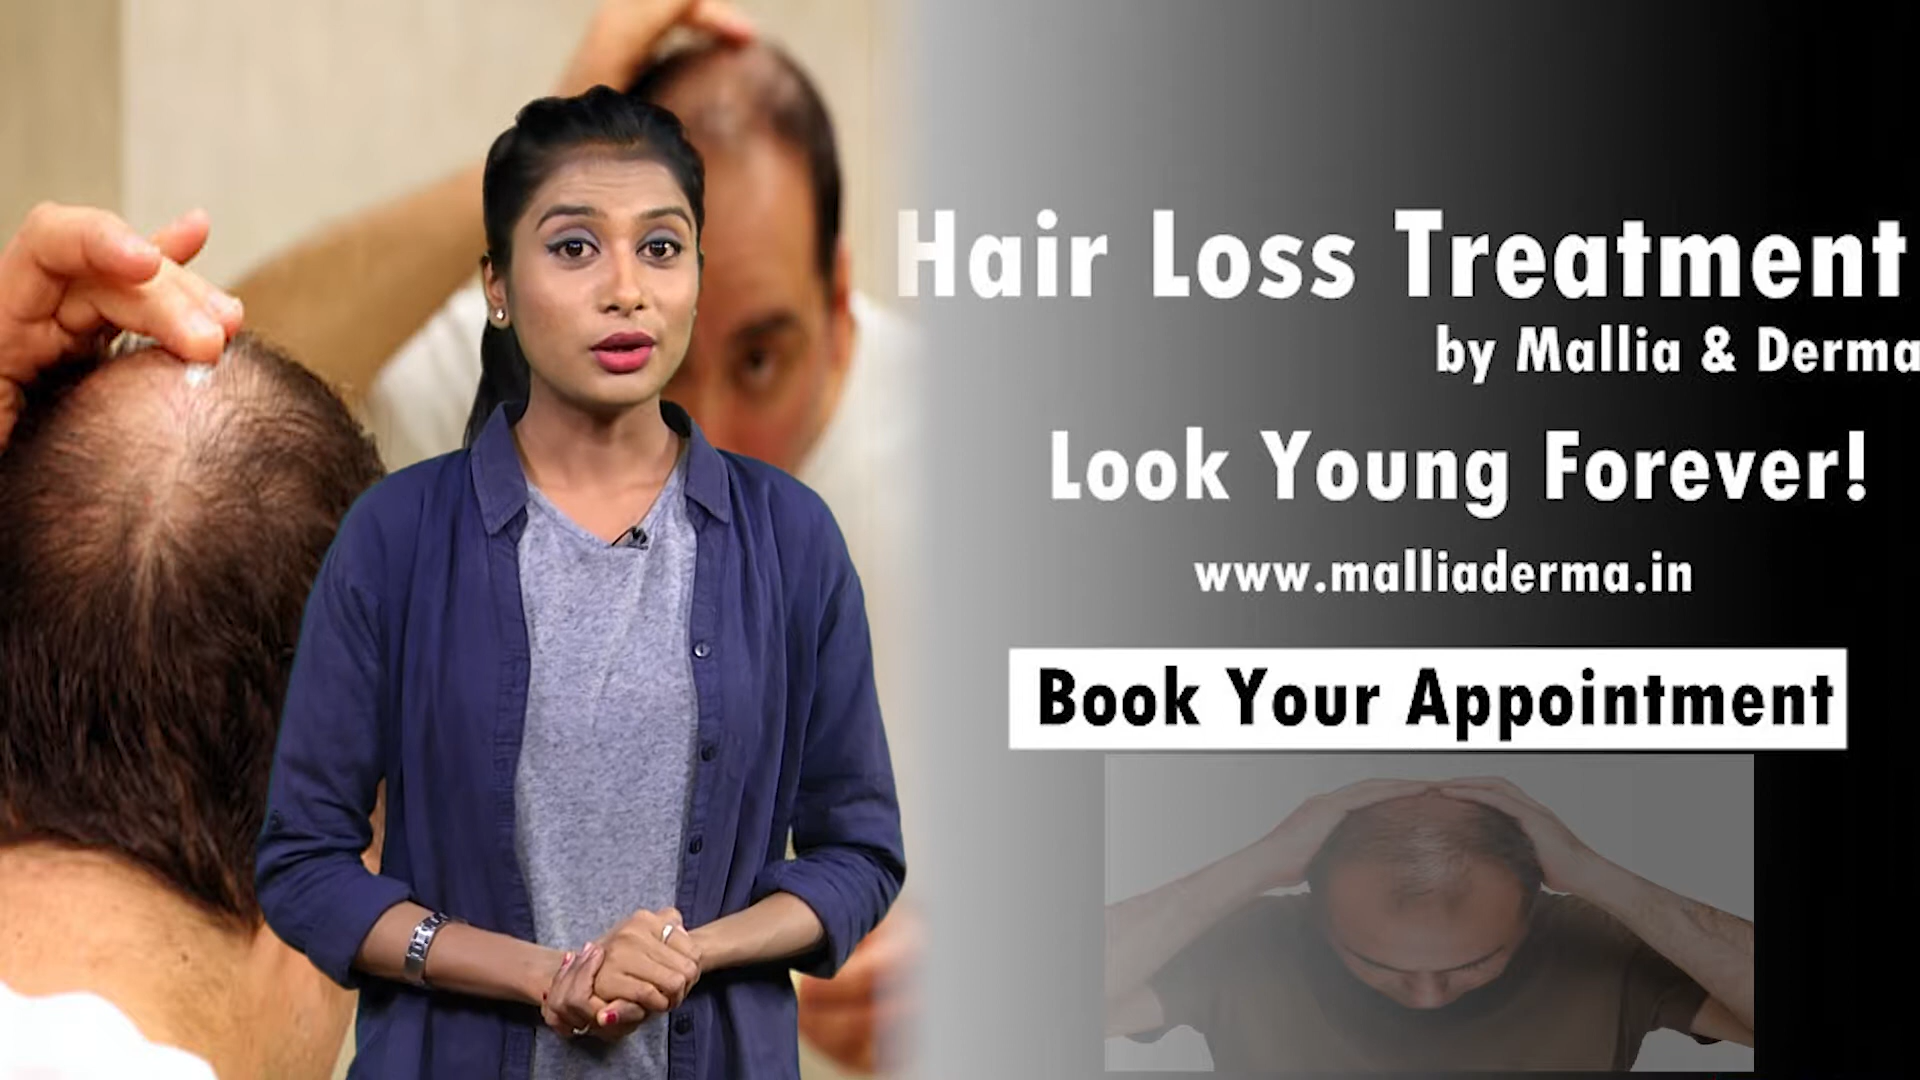 Hair Loss Treatment
by Mallia & Derma
Look Young Forever!
www.malliaderma.in
Book Your Appointment